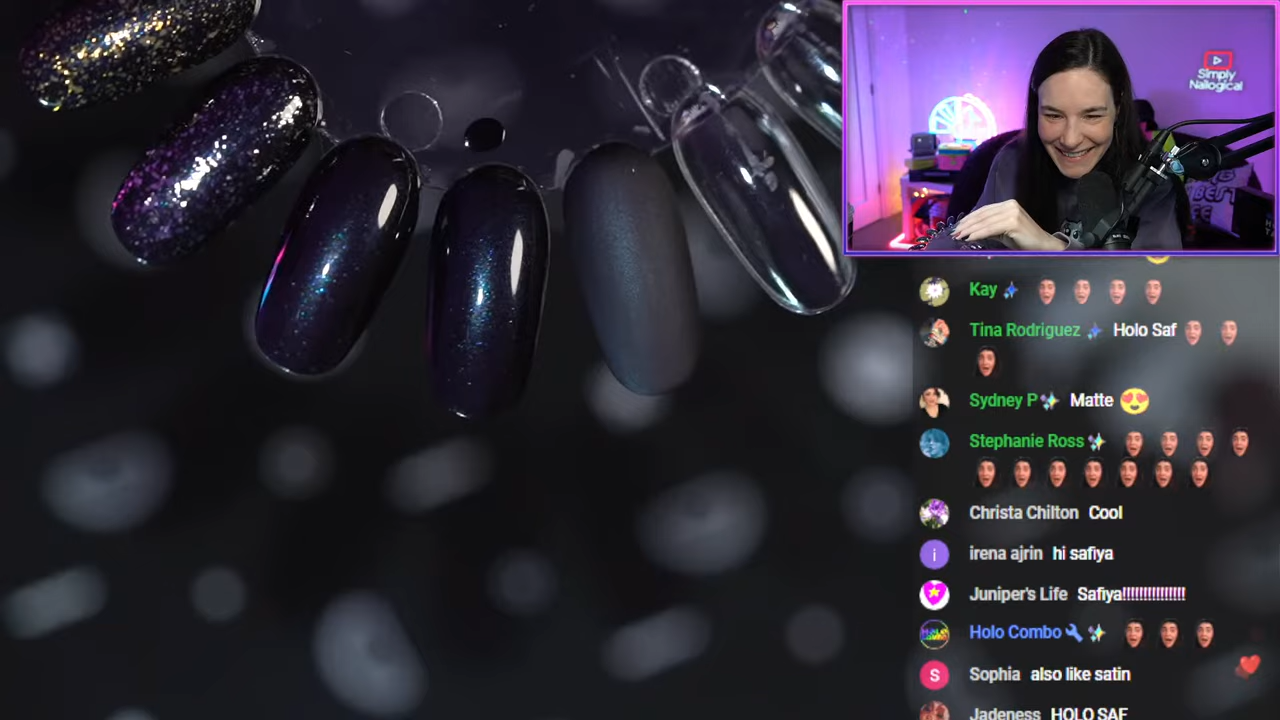 Simply
Nailogical
Kay
Tina Rodriguez Holo Saf
Sydney P Matte
Stephanie Ross
Christa Chilton Cool
irena ajrin hi safiya
Juniper's Life Safiya!!!!!!!!!!!!!!
Holo Combo
Sophia also like satin
Jadeness HOLO SAF